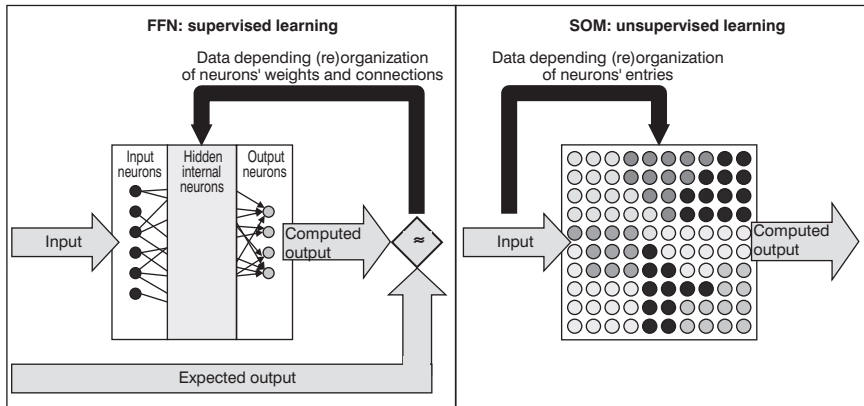 FFN: supervised learning
Data depending (re)organization
of neurons' weights and connections
Input
neurons
Hidden
internal
neurons
Output
neurons
Input
Computed
output
≈
Expected output
SOM: unsupervised learning
Data depending (re)organization
of neurons' entries
Input
Computed
output